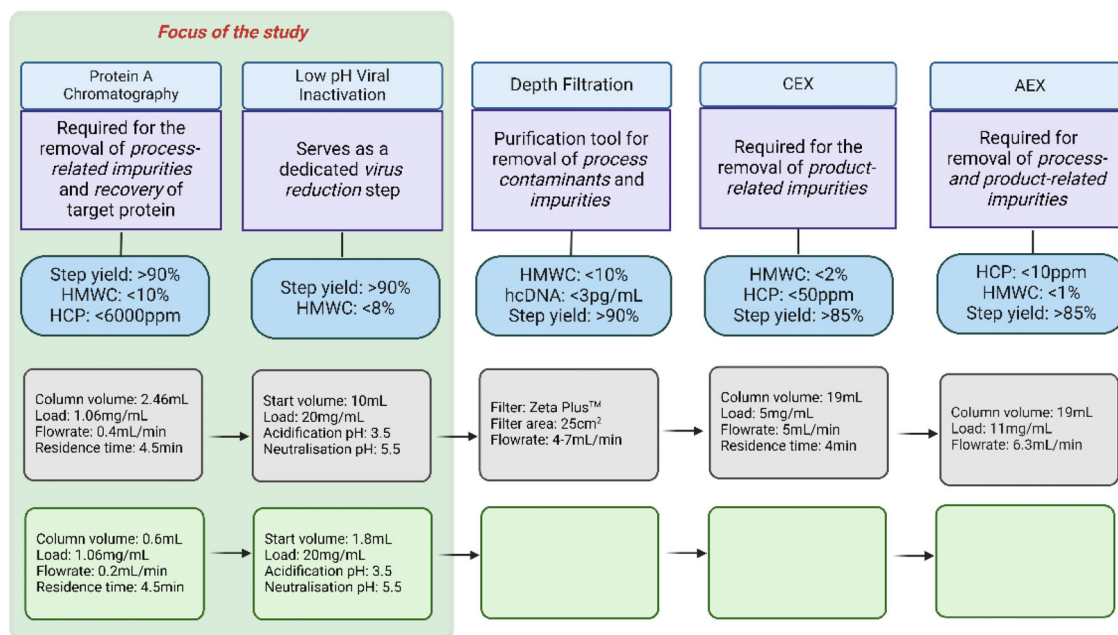 Focus of the study
Protein A
Chromatography
Required for the
removal of process-
related impurities
and recovery of
target protein
Step yield: >90%
HMWC: <10%
HCP: <6000ppm
Low pH Viral
Inactivation
Serves as a
dedicated virus
reduction step
Step yield: >90%
HMWC: <8%
Depth Filtration
Purification tool for
removal of process
contaminants and
impurities
HMWC: <10%
hcDNA: <3pg/mL
Step yield: >90%
CEX
Required for the
removal of product-
related impurities
HMWC: <2%
HCP: <50ppm
Step yield: >85%
AEX
Required for
removal of process-
and product-related
impurities
HCP: <10ppm
HMWC: <1%
Step yield: >85%
Column volume: 2.46mL
Load: 1.06mg/mL
Flowrate: 0.4mL/min
Residence time: 4.5min
Start volume: 10mL
Load: 20mg/mL
Acidification pH: 3.5
Neutralisation pH: 5.5
Filter: Zeta Plus™
Filter area: 25cm²
Flowrate: 4-7mL/min
Column volume: 19mL
Load: 5mg/mL
Flowrate: 5mL/min
Residence time: 4min
Column volume: 19mL
Load: 11mg/mL
Flowrate: 6.3mL/min
Column volume: 0.6mL
Load: 1.06mg/mL
Flowrate: 0.2mL/min
Residence time: 4.5min
Start volume: 1.8mL
Load: 20mg/mL
Acidification pH: 3.5
Neutralisation pH: 5.5